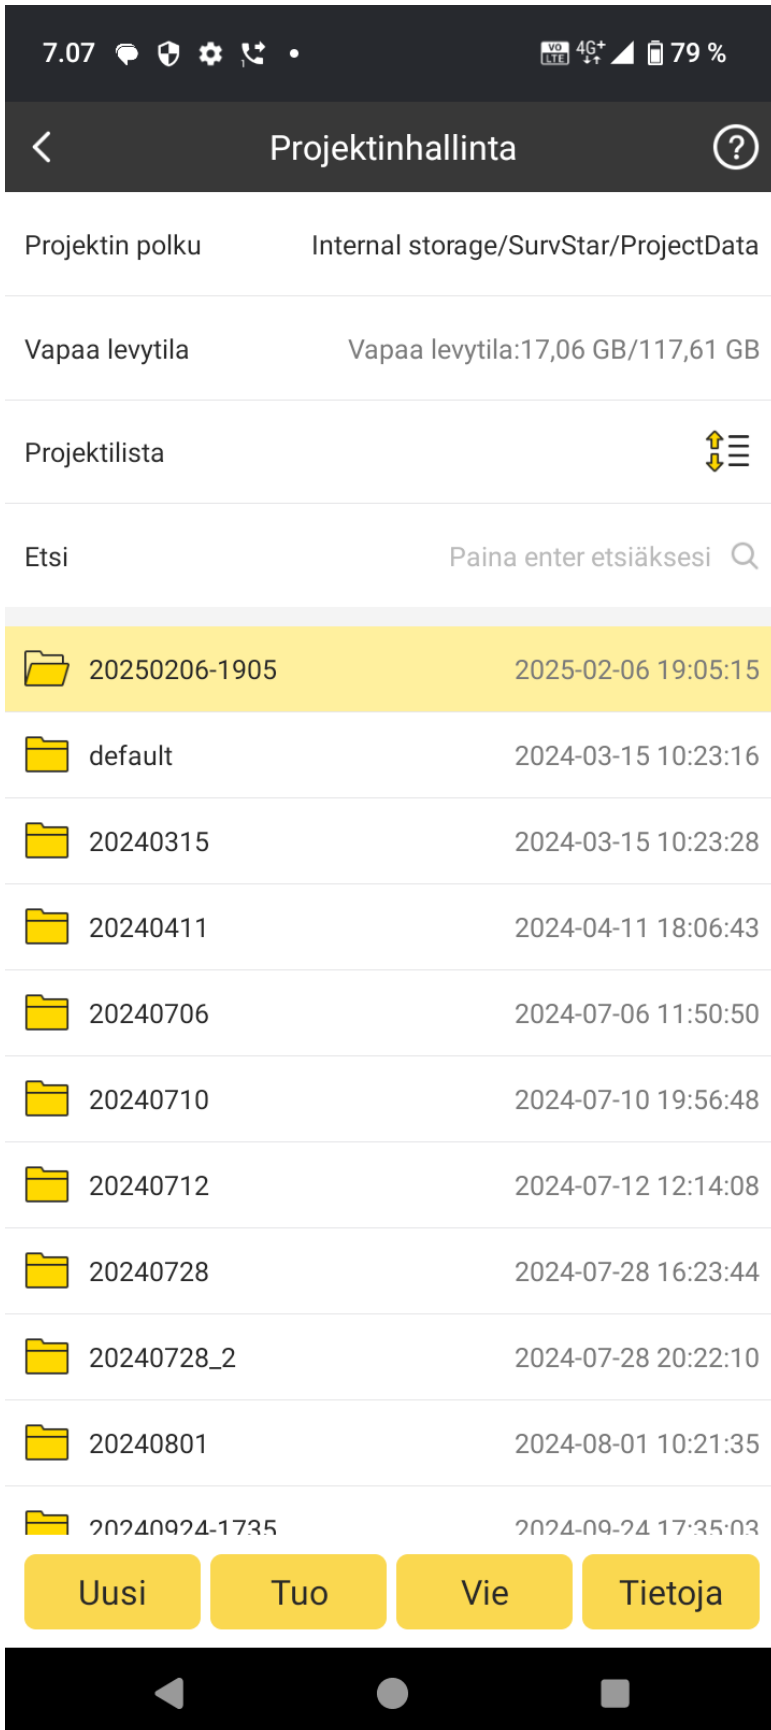 7.07 1 VO LTE 4G+ 79 %
Projektinhallinta ?
Projektin polku Internal storage/SurvStar/ProjectData
Vapaa levytila Vapaa levytila:17,06 GB/117,61 GB
Projektilista
Etsi Paina enter etsiäksesi
20250206-1905 2025-02-06 19:05:15
default 2024-03-15 10:23:16
20240315 2024-03-15 10:23:28
20240411 2024-04-11 18:06:43
20240706 2024-07-06 11:50:50
20240710 2024-07-10 19:56:48
20240712 2024-07-12 12:14:08
20240728 2024-07-28 16:23:44
20240728_2 2024-07-28 20:22:10
20240801 2024-08-01 10:21:35
20240924-1735 2024-09-24 17:35:03
Uusi Tuo Vie Tietoja